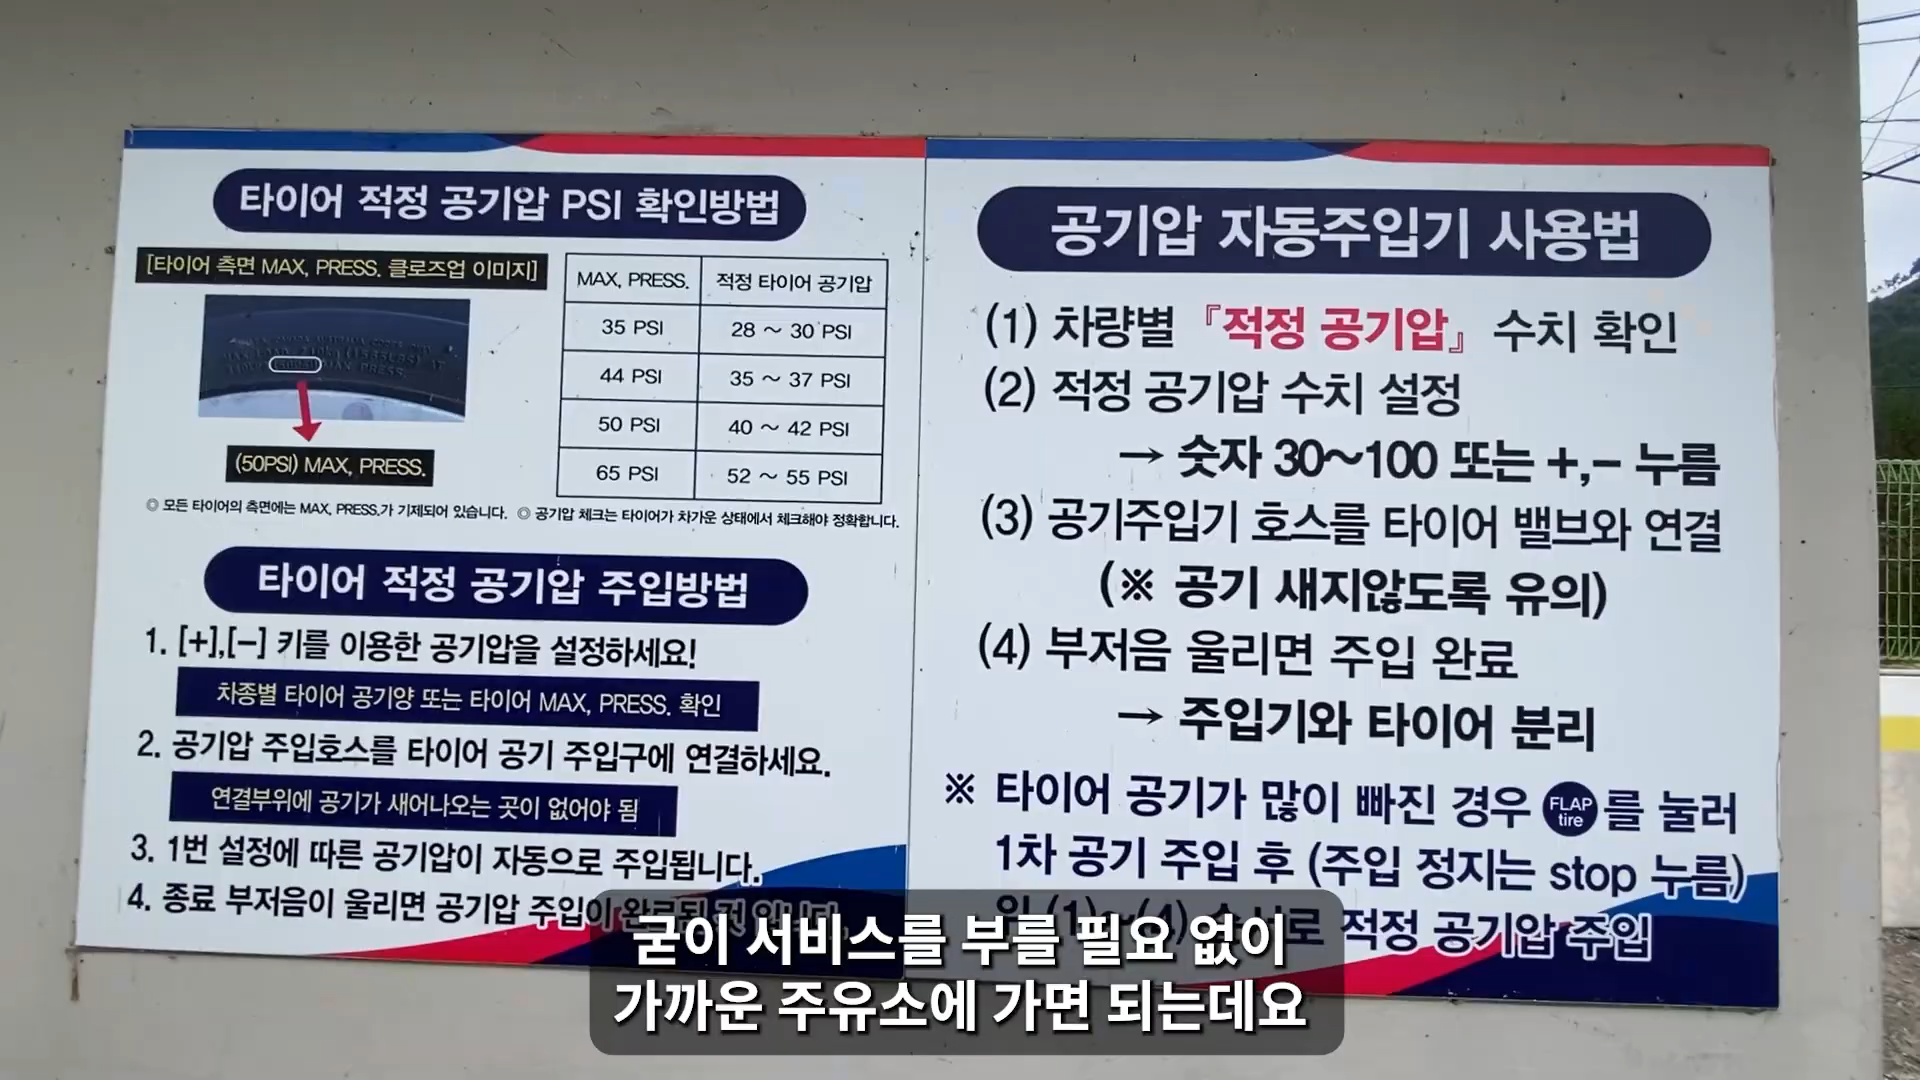 타이어 적정 공기압 PSI 확인방법
[타이어 측면 MAX, PRESS. 클로즈업 이미지]
MAX PRESS.
(50PSI) MAX, PRESS.
MAX, PRESS. 적정 타이어 공기압
35 PSI 28 ~ 30 PSI
44 PSI 35 ~ 37 PSI
50 PSI 40 ~ 42 PSI
65 PSI 52 ~ 55 PSI
◎ 모든 타이어의 측면에는 MAX, PRESS.가 기제되어 있습니다. ◎ 공기압 체크는 타이어가 차가운 상태에서 체크해야 정확합니다.
타이어 적정 공기압 주입방법
1. [+],[-] 키를 이용한 공기압을 설정하세요!
차종별 타이어 공기양 또는 타이어 MAX, PRESS. 확인
2. 공기압 주입호스를 타이어 공기 주입구에 연결하세요.
연결부위에 공기가 새어나오는 곳이 없어야 됨
3. 1번 설정에 따른 공기압이 자동으로 주입됩니다.
4. 종료 부저음이 울리면 공기압 주입이 완료된 것 입니다.
공기압 자동주입기 사용법
(1) 차량별 『적정 공기압』 수치 확인
(2) 적정 공기압 수치 설정
→ 숫자 30~100 또는 +,- 누름
(3) 공기주입기 호스를 타이어 밸브와 연결
(※ 공기 새지않도록 유의)
(4) 부저음 울리면 주입 완료
→ 주입기와 타이어 분리
※ 타이어 공기가 많이 빠진 경우 FLAP tire 를 눌러
1차 공기 주입 후 (주입 정지는 stop 누름)
위 (1)~(4) 순서로 적정 공기압 주입
굳이 서비스를 부를 필요 없이
가까운 주유소에 가면 되는데요